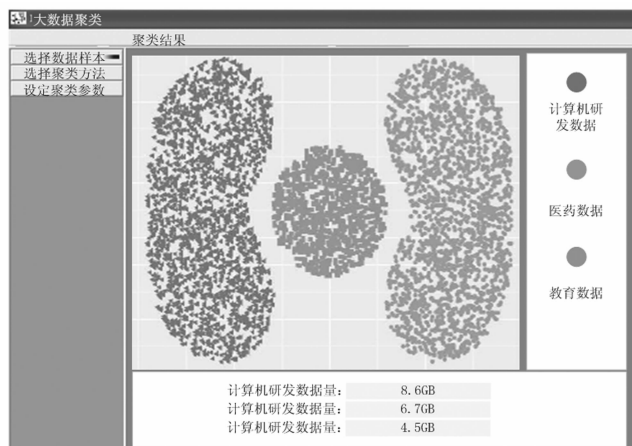 大数据聚类
聚类结果
选择数据样本
选择聚类方法
设定聚类参数
计算机研
发数据
医药数据
教育数据
计算机研发数据量： 8.6GB
计算机研发数据量： 6.7GB
计算机研发数据量： 4.5GB